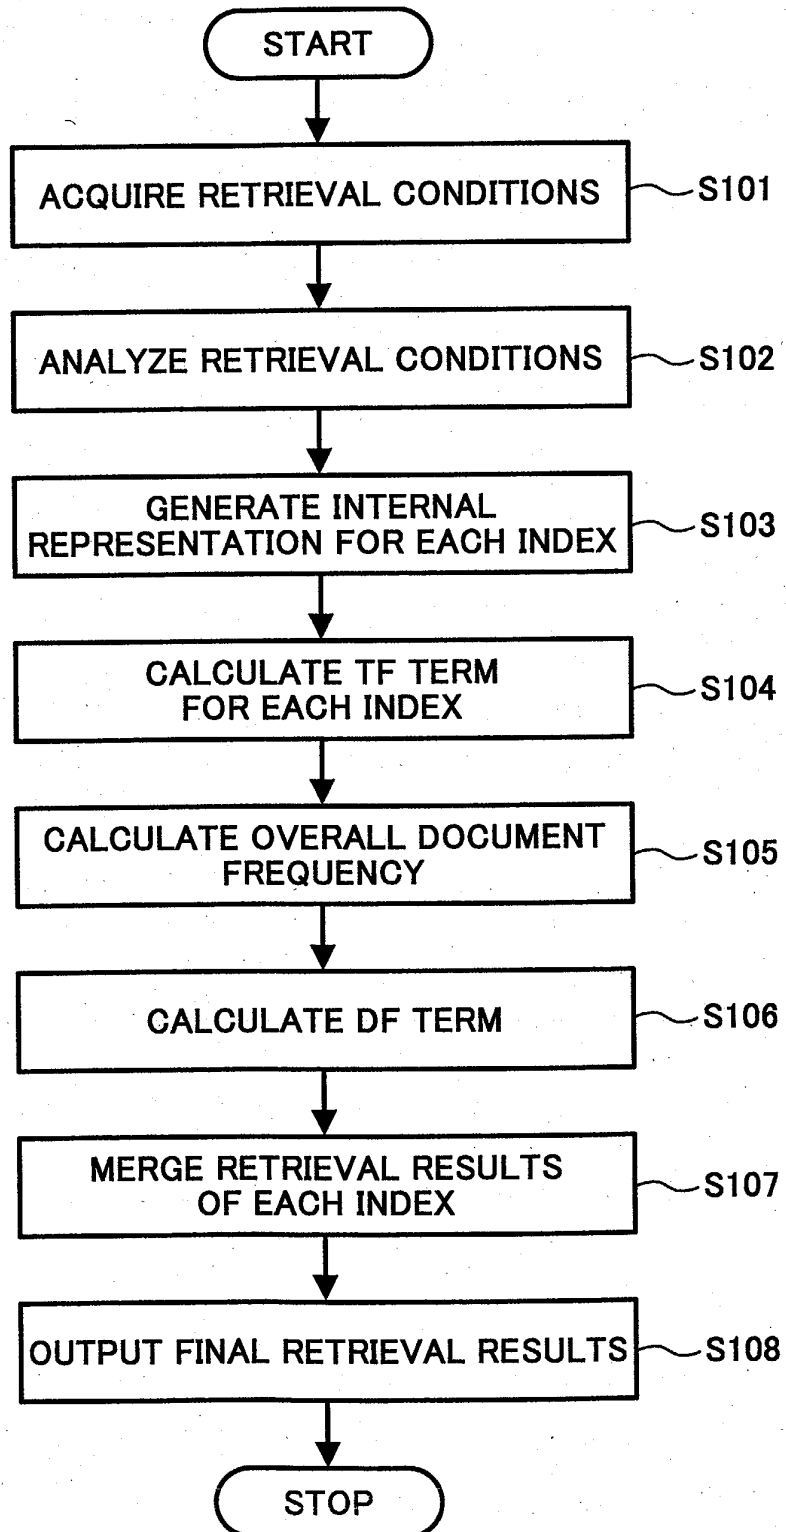 START
ACQUIRE RETRIEVAL CONDITIONS
S101
ANALYZE RETRIEVAL CONDITIONS
S102
GENERATE INTERNAL
REPRESENTATION FOR EACH INDEX
S103
CALCULATE TF TERM
FOR EACH INDEX
S104
CALCULATE OVERALL DOCUMENT
FREQUENCY
S105
CALCULATE DF TERM
S106
MERGE RETRIEVAL RESULTS
OF EACH INDEX
S107
OUTPUT FINAL RETRIEVAL RESULTS
S108
STOP